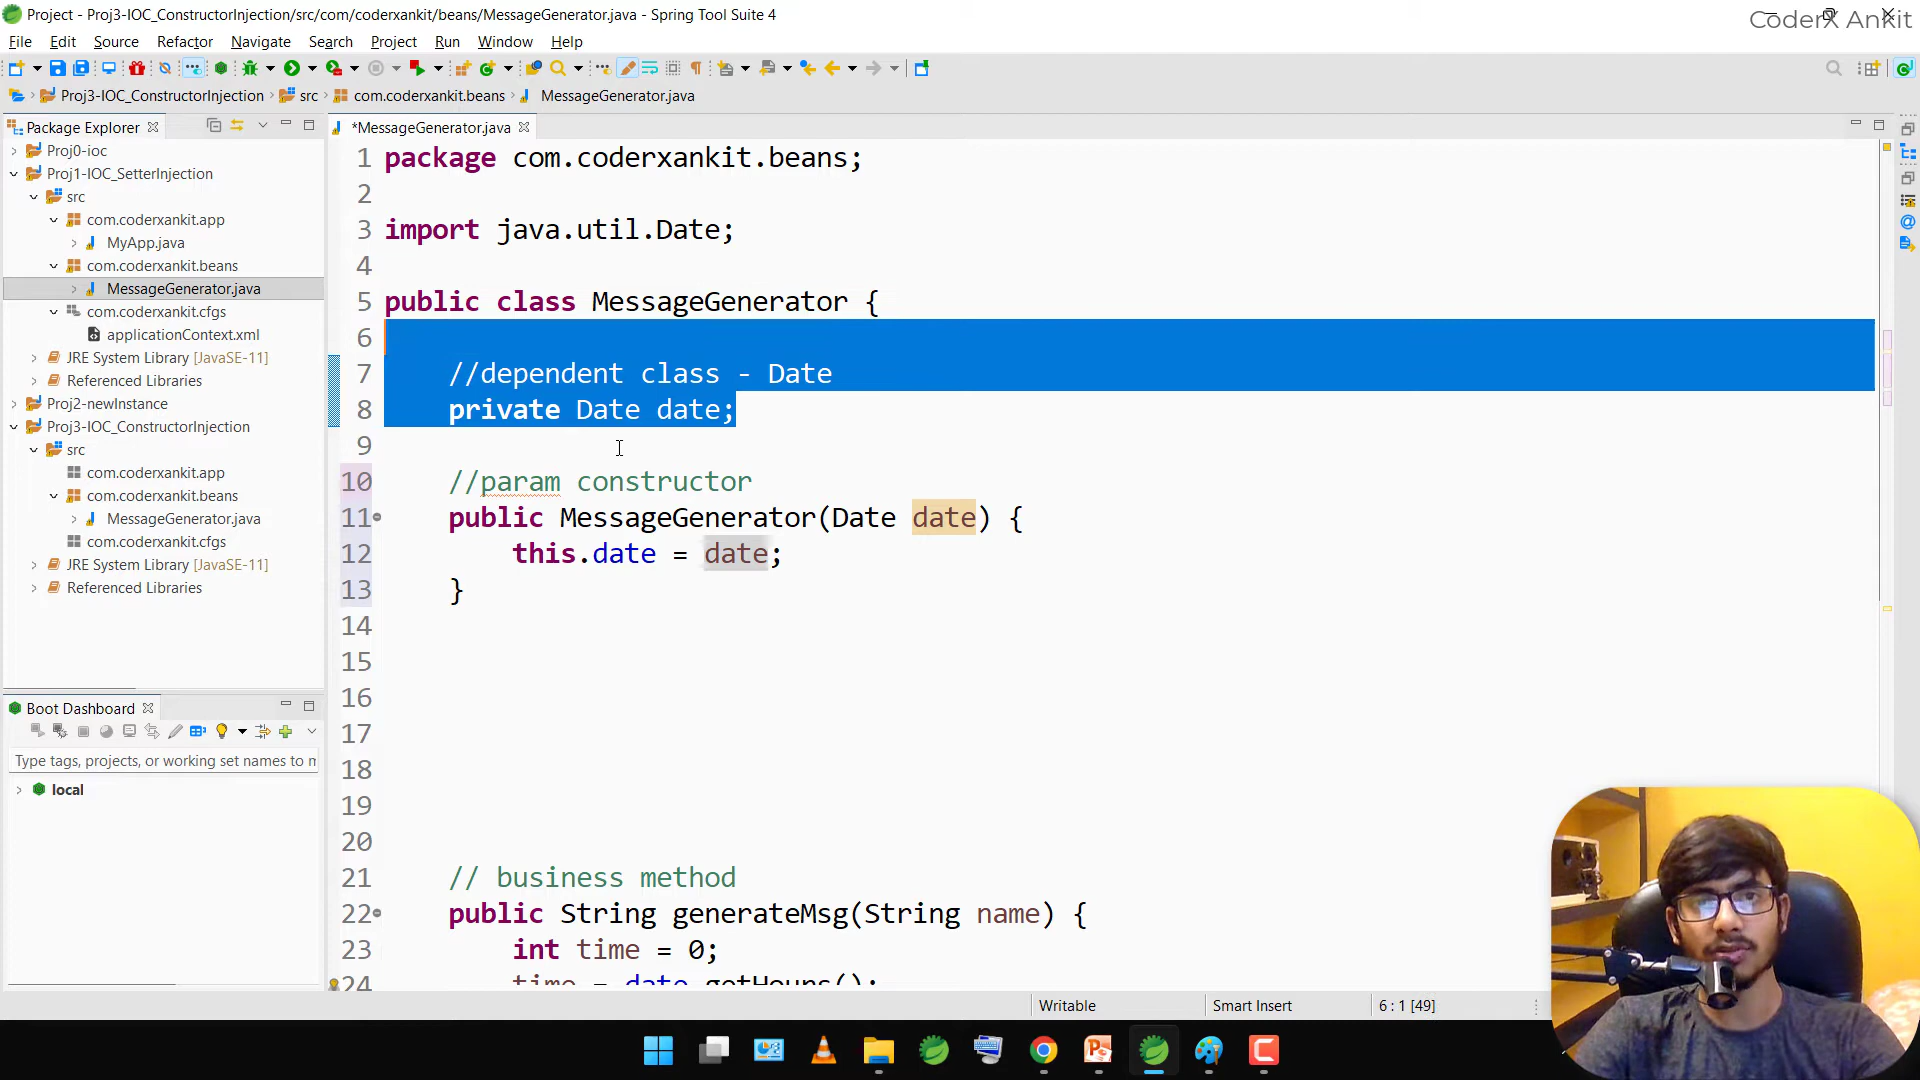 Project - Proj3-IOC_ConstructorInjection/src/com/coderxankit/beans/MessageGenerator.java - Spring Tool Suite 4
CoderX Ankit
File Edit Source Refactor Navigate Search Project Run Window Help
Proj3-IOC_ConstructorInjection src com.coderxankit.beans MessageGenerator.java
Package Explorer
Proj0-ioc
Proj1-IOC_SetterInjection
src
com.coderxankit.app
MyApp.java
com.coderxankit.beans
MessageGenerator.java
com.coderxankit.cfgs
applicationContext.xml
JRE System Library [JavaSE-11]
Referenced Libraries
Proj2-newInstance
Proj3-IOC_ConstructorInjection
src
com.coderxankit.app
com.coderxankit.beans
MessageGenerator.java
com.coderxankit.cfgs
JRE System Library [JavaSE-11]
Referenced Libraries
Boot Dashboard
Type tags, projects, or working set names to m
local
*MessageGenerator.java
1 package com.coderxankit.beans;
2
3 import java.util.Date;
4
5 public class MessageGenerator {
6
7 //dependent class - Date
8 private Date date;
9
10 //param constructor
11 public MessageGenerator(Date date) {
12 this.date = date;
13 }
14
15
16
17
18
19
20
21 // business method
22 public String generateMsg(String name) {
23 int time = 0;
24 time = date.getHours();
Writable Smart Insert 6 : 1 [49]